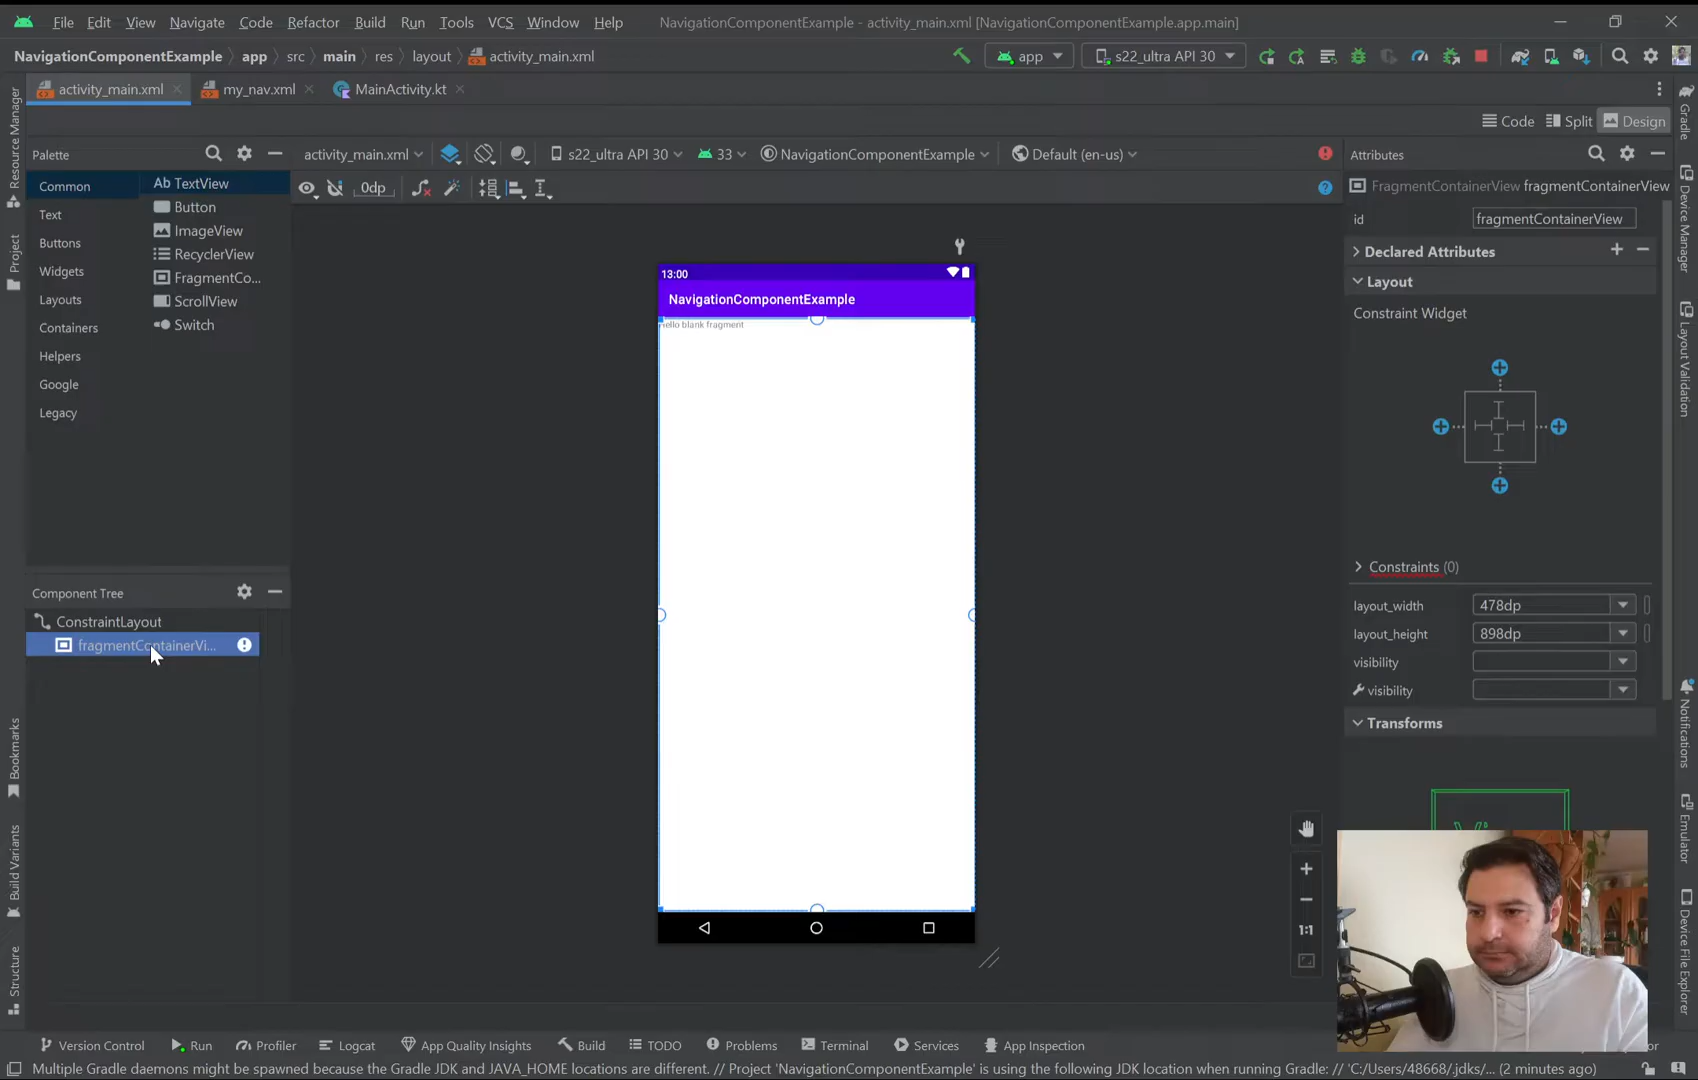 File Edit View Navigate Code Refactor Build Run Tools VCS Window Help NavigationComponentExample - activity_main.xml [NavigationComponentExample.app.main]
NavigationComponentExample app src main res layout activity_main.xml app s22_ultra API 30
activity_main.xml my_nav.xml MainActivity.kt
Code Split Design
Palette activity_main.xml s22_ultra API 30 33 NavigationComponentExample Default (en-us) Attributes
Common Ab TextView 0dp FragmentContainerView fragmentContainerView
Text Button id fragmentContainerView
Buttons ImageView Declared Attributes
Widgets RecyclerView Layout
Layouts FragmentCo... Constraint Widget
Containers ScrollView
Helpers Switch
Google
Legacy
13:00
NavigationComponentExample
Hello blank fragment
Constraints (0)
layout_width 478dp
layout_height 898dp
visibility
visibility
Transforms
Component Tree
ConstraintLayout
fragmentContainerVi...
1:1
Resource Manager
Project
Bookmarks
Build Variants
Structure
Gradle
Device Manager
Layout Validation
Notifications
Emulator
Device File Explorer
Version Control Run Profiler Logcat App Quality Insights Build TODO Problems Terminal Services App Inspection
Multiple Gradle daemons might be spawned because the Gradle JDK and JAVA_HOME locations are different. // Project 'NavigationComponentExample' is using the following JDK location when running Gradle: // 'C:/Users/48668/.jdks/... (2 minutes ago)